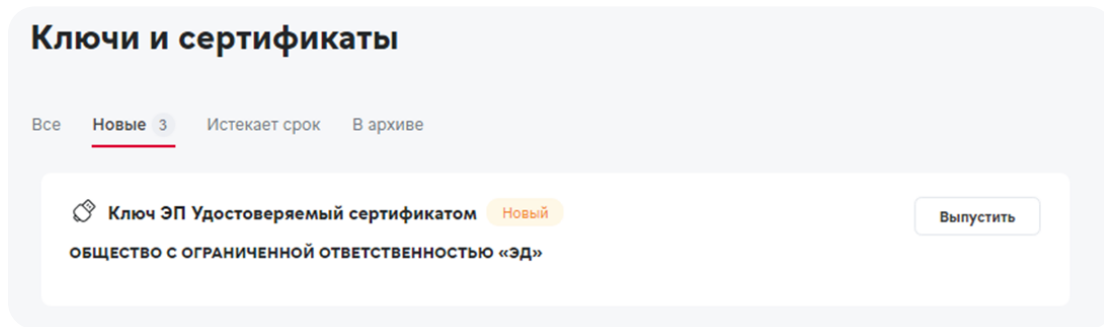 Ключи и сертификаты
Все Новые 3 Истекает срок В архиве
Ключ ЭП Удостоверяемый сертификатом Новый Выпустить
ОБЩЕСТВО С ОГРАНИЧЕННОЙ ОТВЕТСТВЕННОСТЬЮ «ЭД»